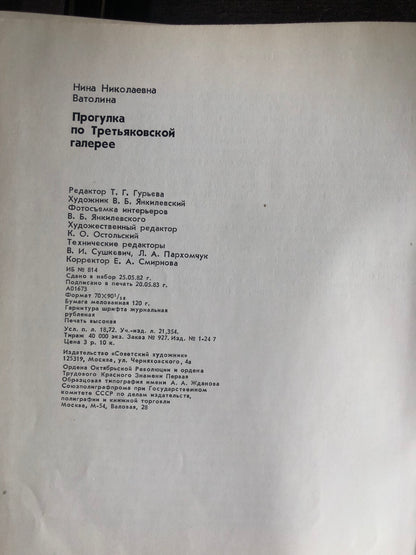 Нина Николаевна
Ватолина
Прогулка
по Третьяковской
галерее
Редактор Т. Г. Гурьева
Художник В. Б. Янкилевский
Фотосъемка интерьеров
В. Б. Янкилевского
Художественный редактор
К. О. Остольский
Технические редакторы
В. И. Сушкевич, Л. А. Пархомчук
Корректор Е. А. Смирнова
ИБ № 814
Сдано в набор 25.05.82 г.
Подписано в печать 20.05.83 г.
А01673
Формат 70×90¹/₁₆
Бумага мелованная 120 г.
Гарнитура шрифта журнальная
рубленая
Печать высокая
Усл. п. л. 18,72. Уч.-изд. л. 21,354.
Тираж 40 000 экз. Заказ № 927. Изд. № 1-24 7
Цена 3 р. 10 к.
Издательство «Советский художник»
125319, Москва, ул. Черняховского, 4а
Ордена Октябрьской Революции и ордена
Трудового Красного Знамени Первая
Образцовая типография имени А. А. Жданова
Союзполиграфпрома при Государственном
комитете СССР по делам издательств,
полиграфии и книжной торговли
Москва, М-54, Валовая, 28